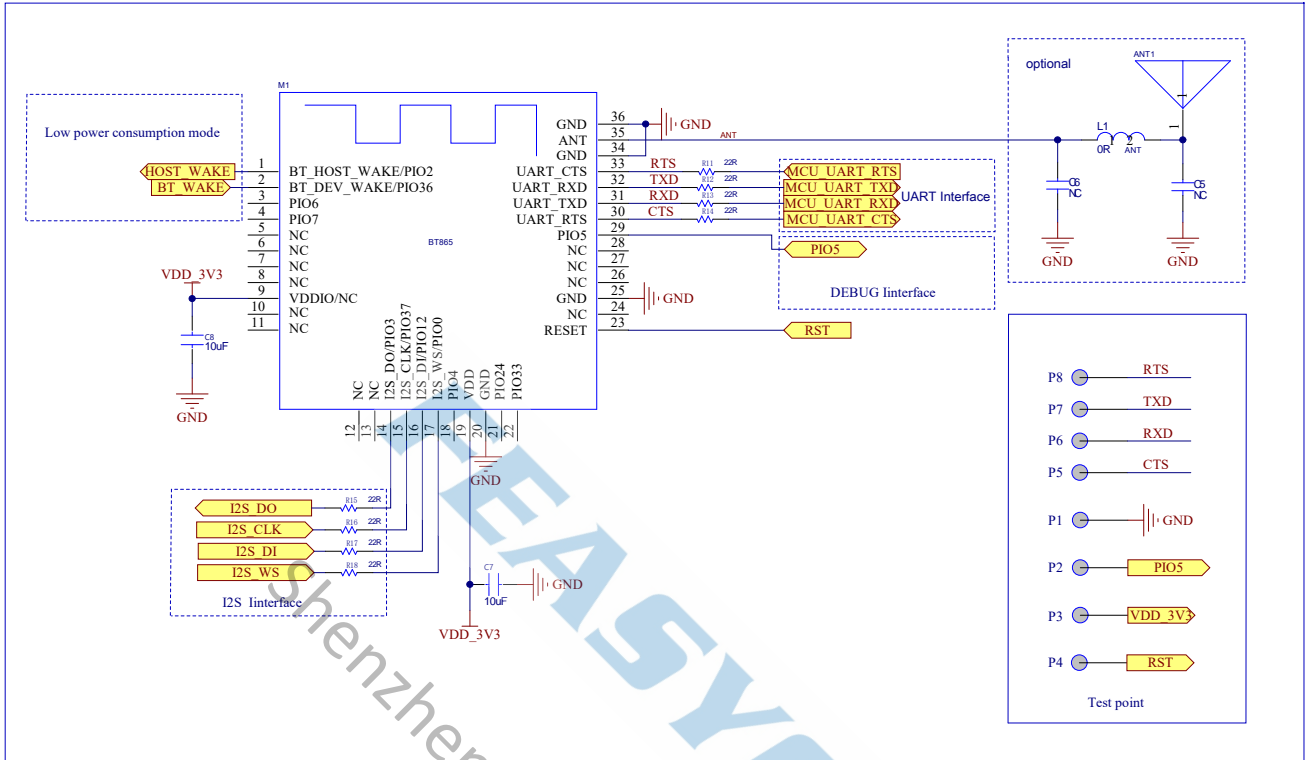 optional
ANT1
1
1
L1
0R
1
2
ANT
C6
NC
C5
NC
GND
GND
Low power consumption mode
HOST_WAKE
BT_WAKE
M1
BT865
1 BT_HOST_WAKE/PIO2
2 BT_DEV_WAKE/PIO36
3 PIO6
4 PIO7
5 NC
6 NC
7 NC
8 NC
9 VDDIO/NC
10 NC
11 NC
VDD_3V3
C8
10uF
GND
12 NC
13 NC
14 I2S_DO/PIO3
15 I2S_CLK/PIO37
16 I2S_DI/PIO12
17 I2S_WS/PIO0
18 PIO4
19 VDD
20 GND
21 PIO24
22 PIO33
GND 36
ANT 35
GND 34
UART_CTS 33
UART_RXD 32
UART_TXD 31
UART_RTS 30
PIO5 29
NC 28
NC 27
NC 26
GND 25
NC 24
RESET 23
GND
ANT
RTS R11 22R MCU_UART_RTS
TXD R12 22R MCU_UART_TXD
RXD R13 22R MCU_UART_RXD
CTS R14 22R MCU_UART_CTS
UART Interface
PIO5
DEBUG Iinterface
GND
RST
GND
I2S_DO R15 22R
I2S_CLK R16 22R
I2S_DI R17 22R
I2S_WS R18 22R
I2S Iinterface
C7
10uF
GND
VDD_3V3
P8 RTS
P7 TXD
P6 RXD
P5 CTS
P1 GND
P2 PIO5
P3 VDD_3V3
P4 RST
Test point
FEASYC
Shenzhen